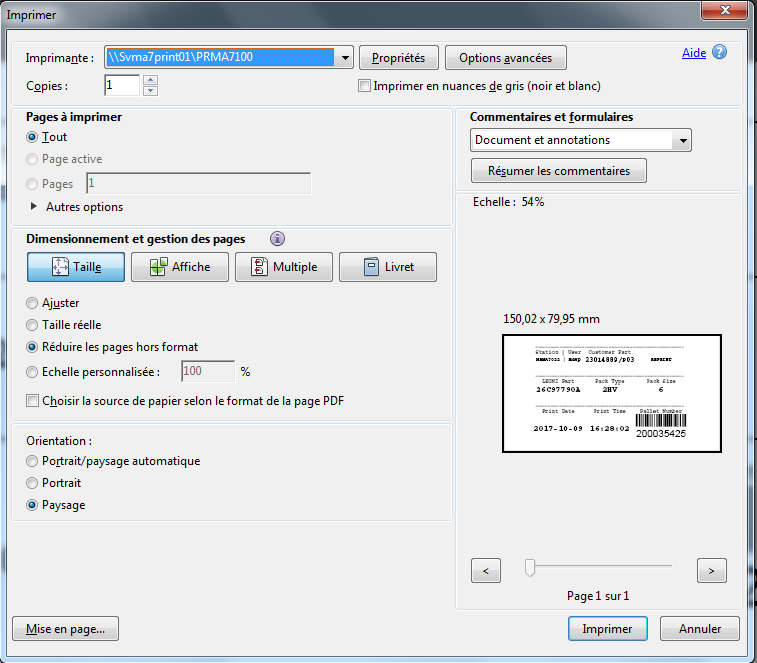 Imprimer
Imprimante : \\Svma7print01\PRMA7100 Propriétés Options avancées Aide ?
Copies : 1 Imprimer en nuances de gris (noir et blanc)
Pages à imprimer
Tout
Page active
Pages 1
Autres options
Commentaires et formulaires
Document et annotations
Résumer les commentaires
Dimensionnement et gestion des pages i
Taille Affiche Multiple Livret
Ajuster
Taille réelle
Réduire les pages hors format
Echelle personnalisée : 100 %
Choisir la source de papier selon le format de la page PDF
Orientation :
Portrait/paysage automatique
Portrait
Paysage
Echelle : 54%
150,02 x 79,95 mm
Station | User Customer Part
23014889/P03 REPRINT
LEONI Part Pack Type Pack Size
26C97790A 2HV 6
Print Date Print Time Pallet Number
2017-10-09 16:28:02
200035425
< >
Page 1 sur 1
Mise en page... Imprimer Annuler